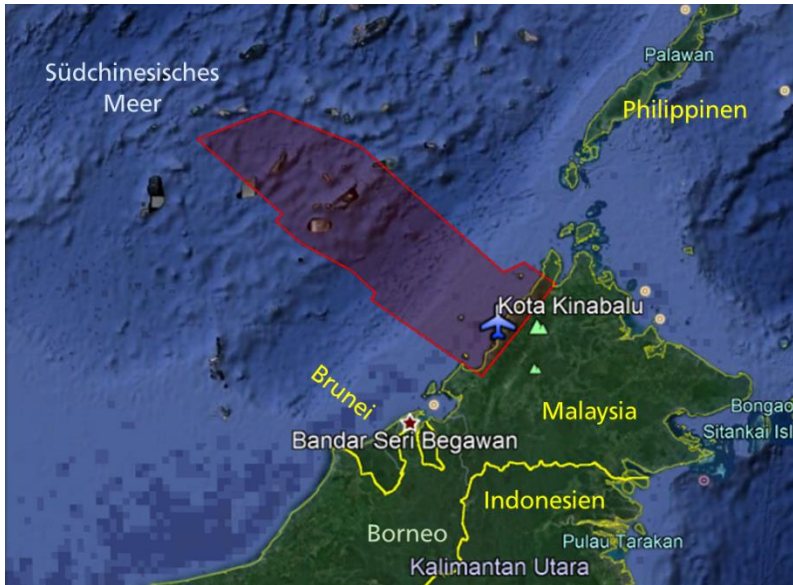 Palawan
Südchinesisches
Meer
Philippinen
Kota Kinabalu
Brunei
Malaysia
Bongao
Sitankai Isl
Bandar Seri Begawan
Indonesien
Borneo
Pulau Tarakan
Kalimantan Utara